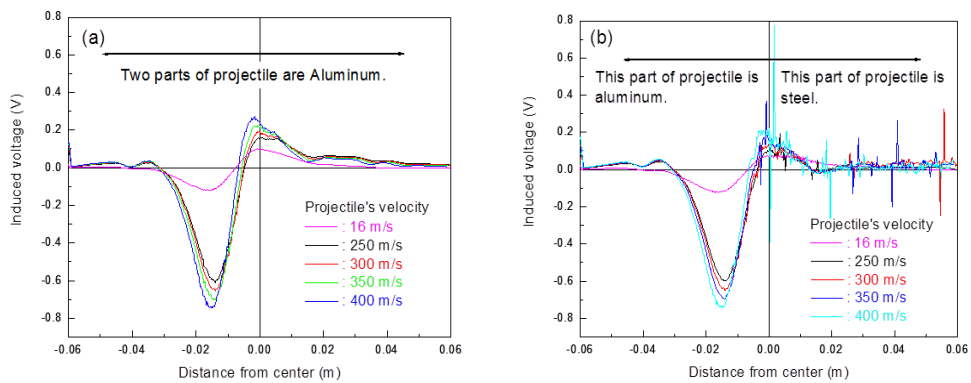 (a)
Two parts of projectile are Aluminum.
Induced voltage (V)
0.8
0.6
0.4
0.2
0.0
-0.2
-0.4
-0.6
-0.8
Projectile's velocity
: 16 m/s
: 250 m/s
: 300 m/s
: 350 m/s
: 400 m/s
-0.06
-0.04
-0.02
0.00
0.02
0.04
0.06
Distance from center (m)
(b)
This part of projectile is
aluminum.
This part of projectile is
steel.
Induced voltage (V)
0.8
0.6
0.4
0.2
0.0
-0.2
-0.4
-0.6
-0.8
Projectile's velocity
: 16 m/s
: 250 m/s
: 300 m/s
: 350 m/s
: 400 m/s
-0.06
-0.04
-0.02
0.00
0.02
0.04
0.06
Distance from center (m)